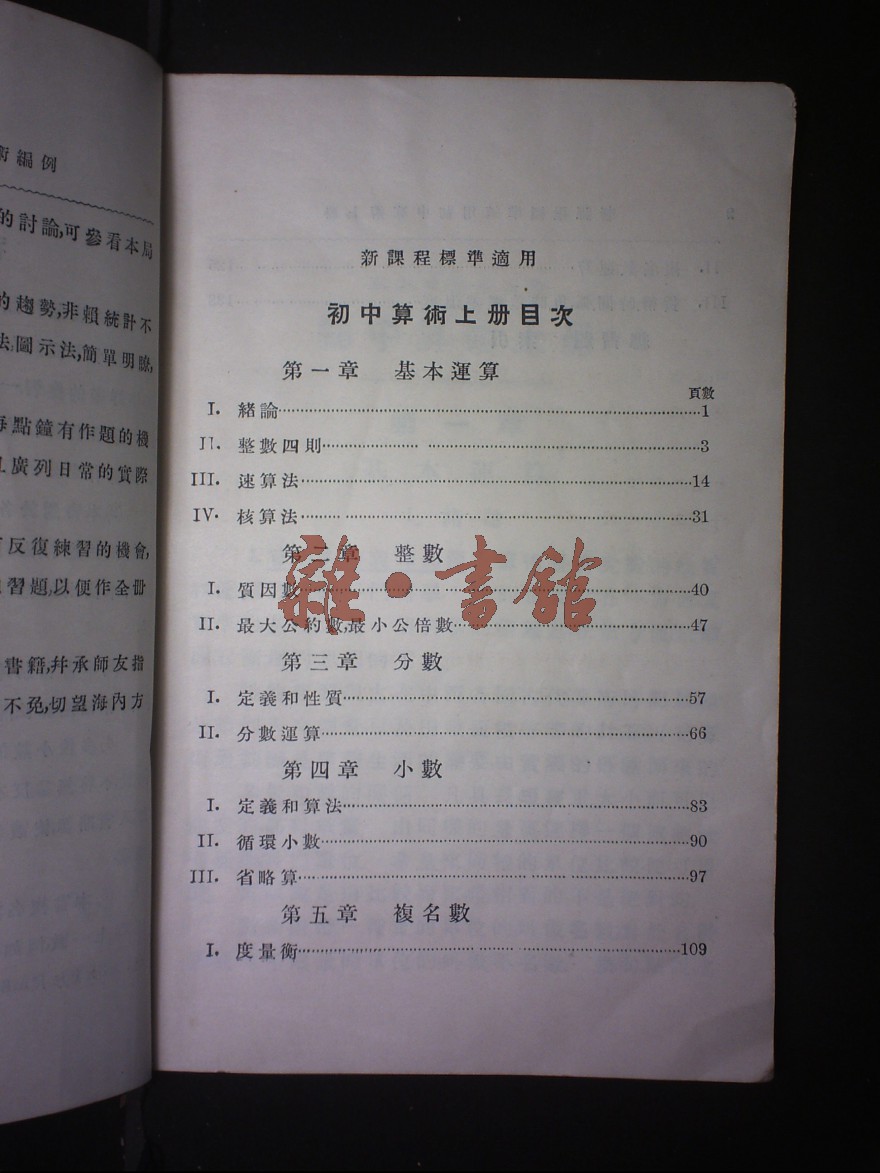 術編例
的討論,可參看本局
的趨勢,非賴統計不
法,圖示法,簡單明瞭,
每點鐘有作題的機
廣列日常的實際
反復練習的機會,
習題,以便作全冊
書籍,幷承師友指
不免,切望海內方
新課程標準適用
初中算術上册目次
第一章 基本運算
頁數
I. 緒論……1
II. 整數四則……3
III. 速算法……14
IV. 核算法……31
第二章 整數
I. 質因數……40
II. 最大公約數,最小公倍數……47
第三章 分數
I. 定義和性質……57
II. 分數運算……66
第四章 小數
I. 定義和算法……83
II. 循環小數……90
III. 省略算……97
第五章 複名數
I. 度量衡……109
雜·書館